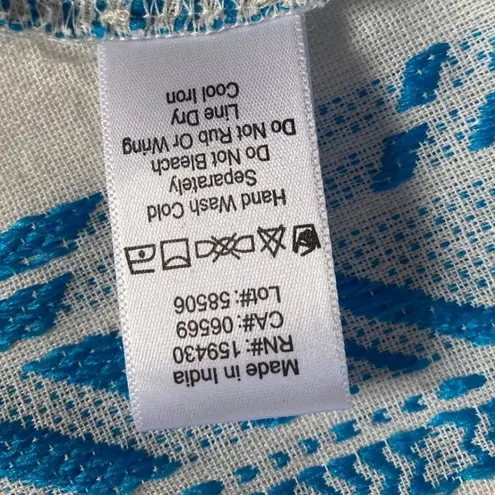 Made in India
RN#: 159430
CA#: 06569
Lot#: 58506
Hand Wash Cold
Separately
Do Not Bleach
Do Not Rub Or Wring
Line Dry
Cool Iron